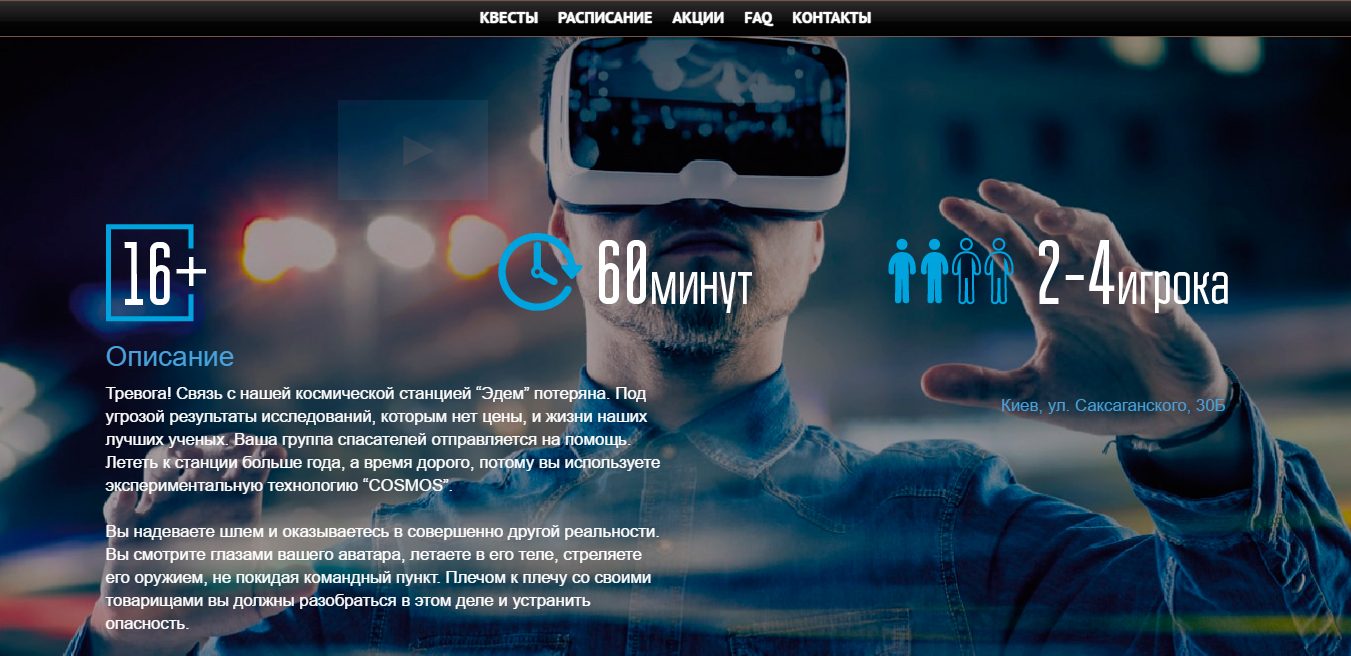 КВЕСТЫ РАСПИСАНИЕ АКЦИИ FAQ КОНТАКТЫ
16+
60минут
2-4игрока
Описание
Тревога! Связь с нашей космической станцией “Эдем” потеряна. Под
угрозой результаты исследований, которым нет цены, и жизни наших
лучших ученых. Ваша группа спасателей отправляется на помощь.
Лететь к станции больше года, а время дорого, потому вы используете
экспериментальную технологию “COSMOS”.
Вы надеваете шлем и оказываетесь в совершенно другой реальности.
Вы смотрите глазами вашего аватара, летаете в его теле, стреляете
его оружием, не покидая командный пункт. Плечом к плечу со своими
товарищами вы должны разобраться в этом деле и устранить
опасность.
Киев, ул. Саксаганского, 30Б